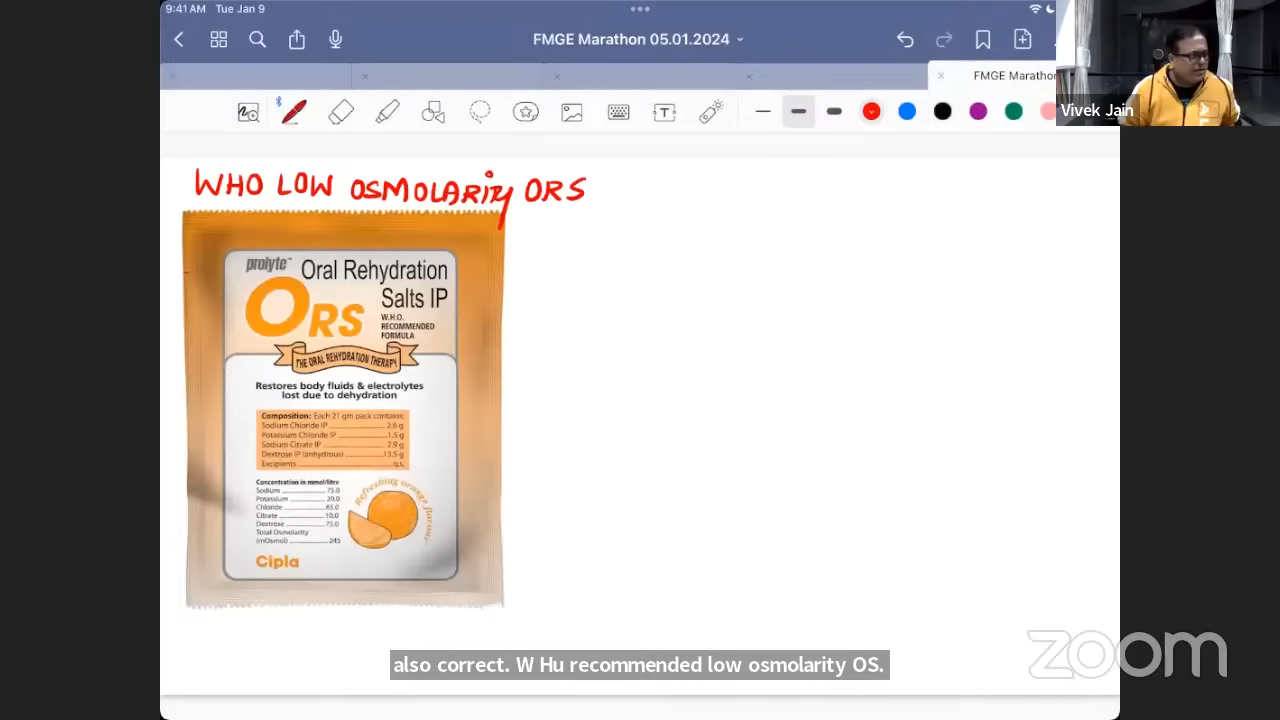 9:41 AM Tue Jan 9
FMGE Marathon 05.01.2024
FMGE Maratho
T
Vivek Jain
WHO LOW OSMOLARITY ORS
prolyte™ Oral Rehydration
Salts IP
ORS
W.H.O.
RECOMMENDED
FORMULA
THE ORAL REHYDRATION THERAPY
Restores body fluids & electrolytes
lost due to dehydration
Composition: Each 21 gm pack contains:
Sodium Chloride IP 2.6 g
Potassium Chloride IP 1.5 g
Sodium Citrate IP 2.9 g
Dextrose IP (anhydrous) 13.5 g
Excipients q.s.
Concentration in mmol/litre
Sodium 75.0
Potassium 20.0
Chloride 65.0
Citrate 10.0
Dextrose 75.0
Total Osmolarity
(mOsmol) 245
Refreshing orange flavour
Cipla
also correct. W Hu recommended low osmolarity OS.
zoom